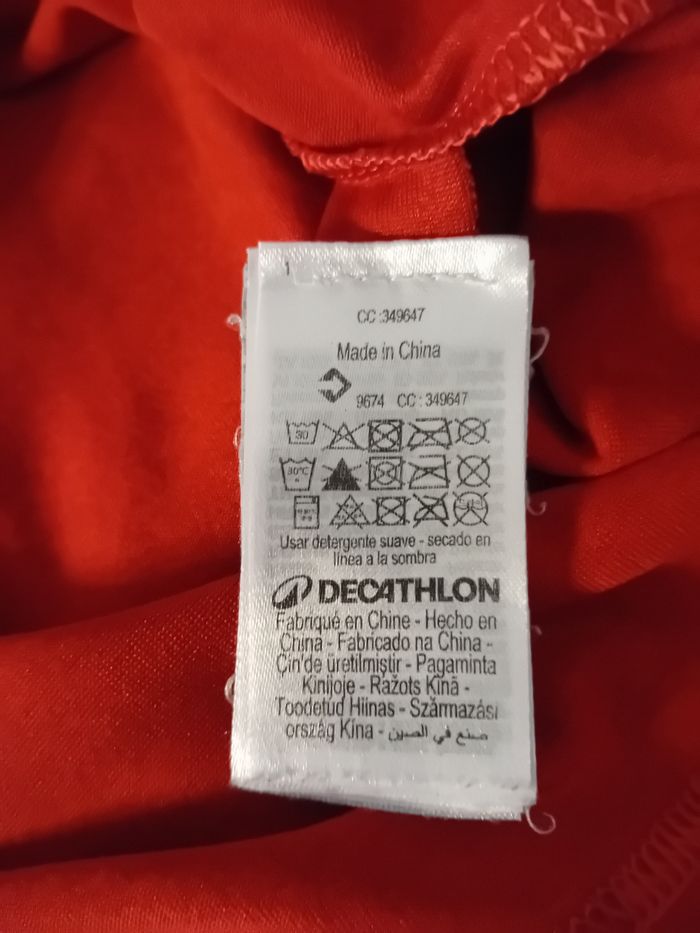 1
CC :349647
Made in China
9674 CC : 349647
30
30°C
Usar detergente suave - secado en
línea a la sombra
DECATHLON
Fabriqué en Chine - Hecho en
China - Fabricado na China -
Çin'de üretilmiştir - Pagaminta
Kinijoje - Ražots Ķīnā -
Toodetud Hiinas - Származási
ország Kína - صنع في الصين